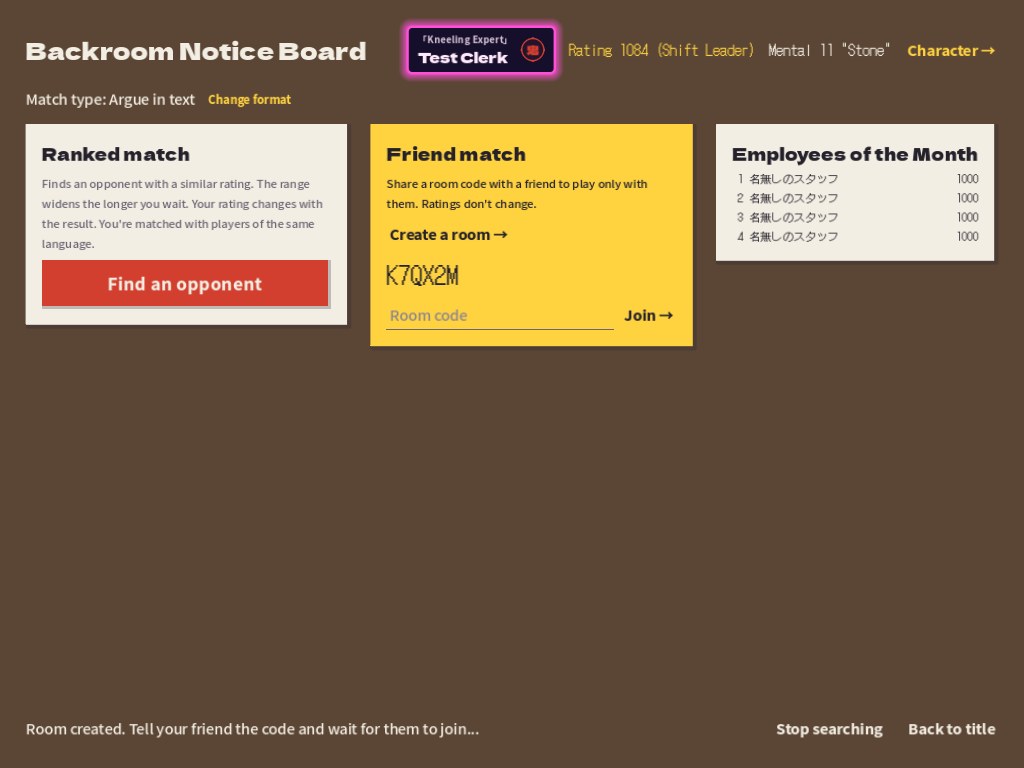 Backroom Notice Board
「Kneeling Expert」
Test Clerk
Rating 1084 (Shift Leader)
Mental 11 "Stone"
Character →
Match type: Argue in text
Change format
Ranked match
Finds an opponent with a similar rating. The range
widens the longer you wait. Your rating changes with
the result. You're matched with players of the same
language.
Find an opponent
Friend match
Share a room code with a friend to play only with
them. Ratings don't change.
Create a room →
K7QX2M
Room code
Join →
Employees of the Month
1 名無しのスタッフ 1000
2 名無しのスタッフ 1000
3 名無しのスタッフ 1000
4 名無しのスタッフ 1000
Room created. Tell your friend the code and wait for them to join...
Stop searching
Back to title